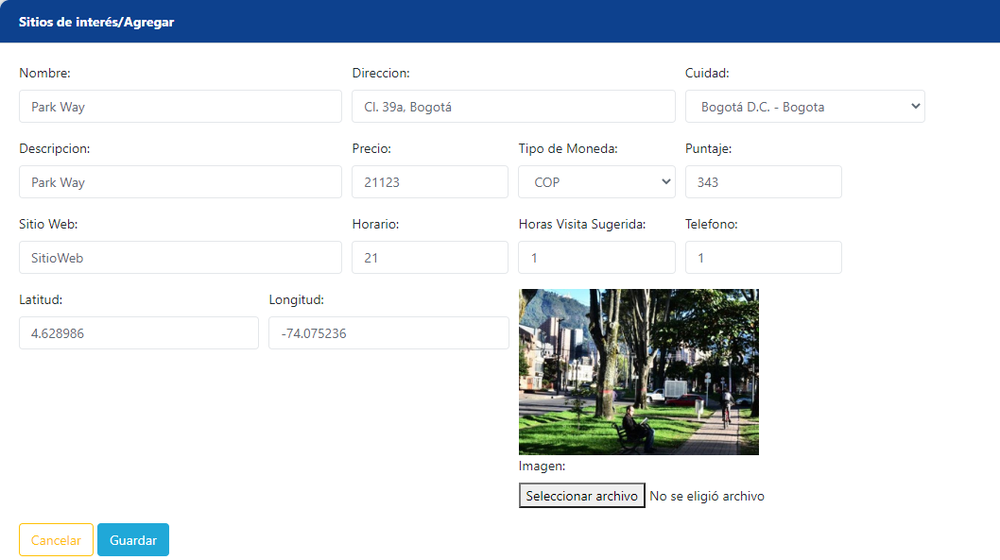 Sitios de interés/Agregar
Nombre: Direccion: Cuidad:
Park Way Cl. 39a, Bogotá Bogotá D.C. - Bogota
Descripcion: Precio: Tipo de Moneda: Puntaje:
Park Way 21123 COP 343
Sitio Web: Horario: Horas Visita Sugerida: Telefono:
SitioWeb 21 1 1
Latitud: Longitud:
4.628986 -74.075236
Imagen:
Seleccionar archivo No se eligió archivo
Cancelar Guardar